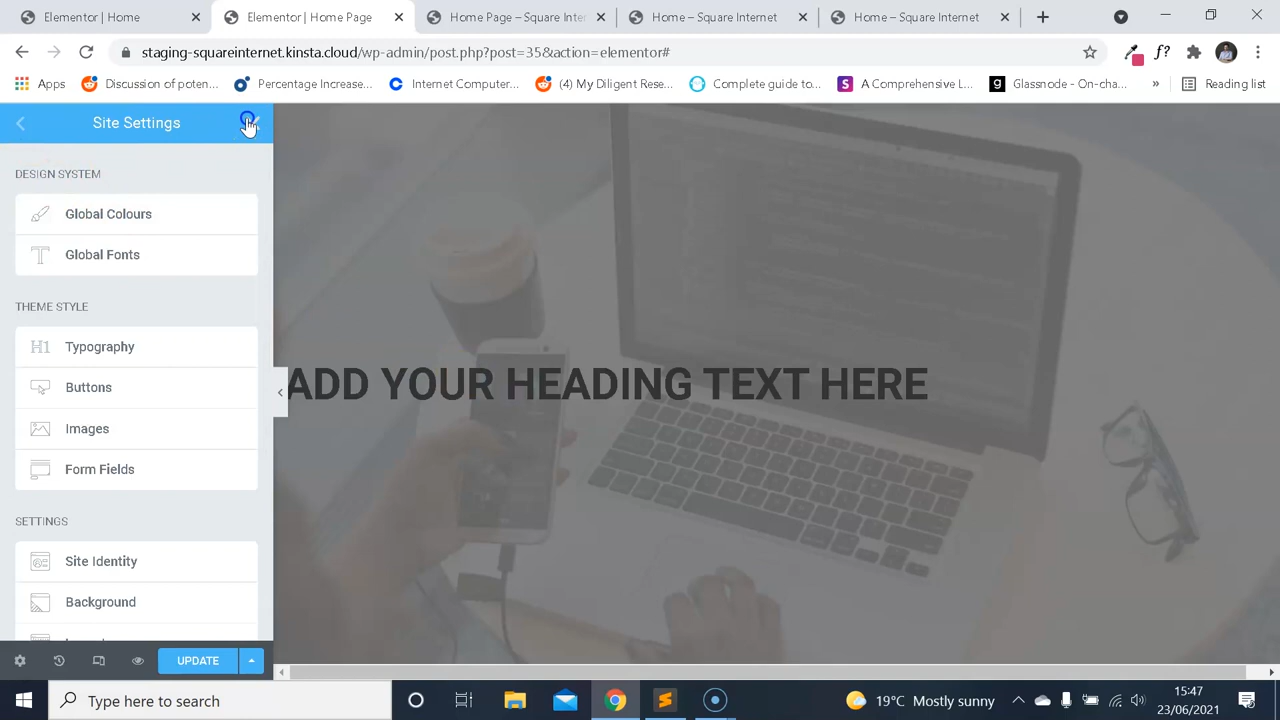 Elementor | Home
Elementor | Home Page
Home Page – Square Inter
Home – Square Internet
Home – Square Internet
staging-squareinternet.kinsta.cloud/wp-admin/post.php?post=35&action=elementor#
f?
Apps
Discussion of poten...
Percentage Increase...
Internet Computer...
(4) My Diligent Rese...
Complete guide to...
A Comprehensive L...
Glassnode - On-cha...
»
Reading list
Site Settings
DESIGN SYSTEM
Global Colours
Global Fonts
THEME STYLE
H1 Typography
Buttons
Images
Form Fields
SETTINGS
Site Identity
Background
ADD YOUR HEADING TEXT HERE
UPDATE
Type here to search
19°C Mostly sunny
15:47
23/06/2021